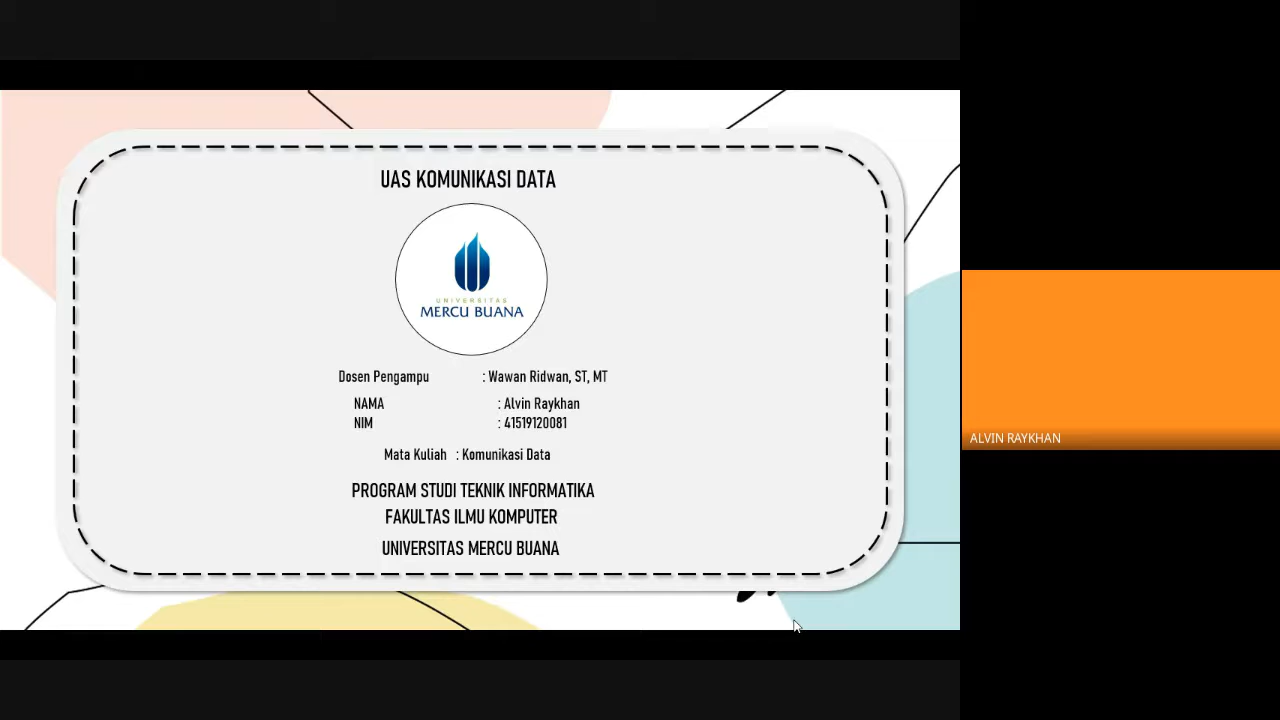 UAS KOMUNIKASI DATA
UNIVERSITAS
MERCU BUANA
Dosen Pengampu : Wawan Ridwan, ST, MT
NAMA : Alvin Raykhan
NIM : 41519120081
Mata Kuliah : Komunikasi Data
PROGRAM STUDI TEKNIK INFORMATIKA
FAKULTAS ILMU KOMPUTER
UNIVERSITAS MERCU BUANA
ALVIN RAYKHAN